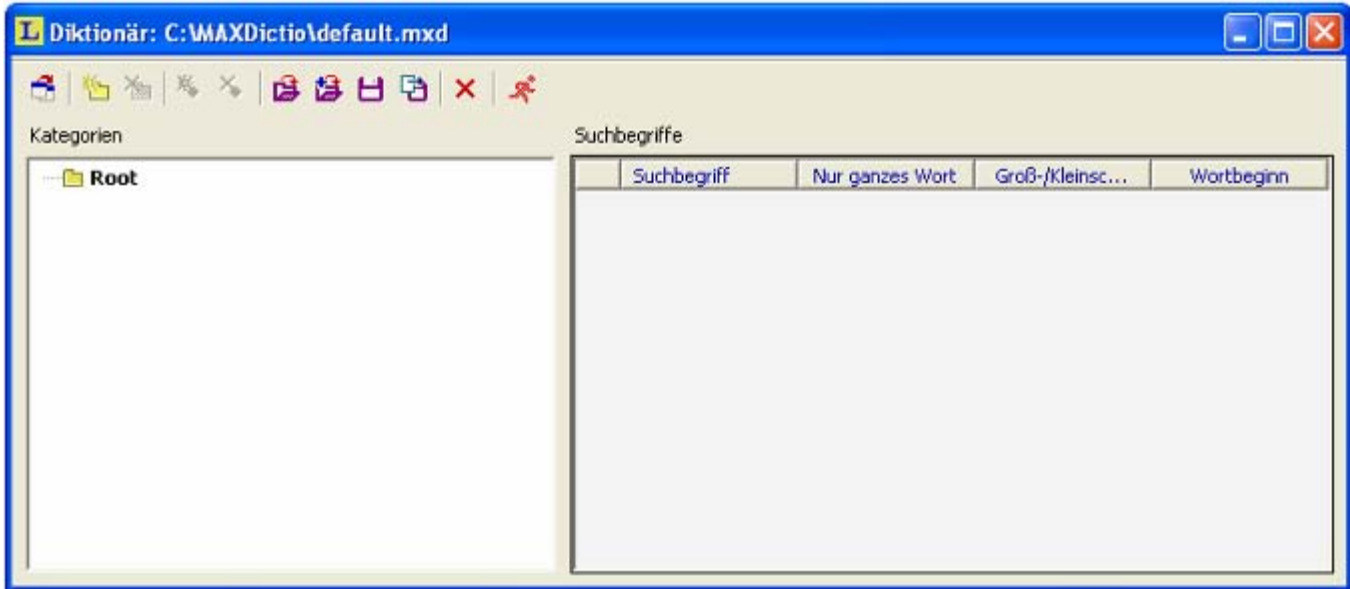 L Diktionär: C:\MAXDictio\default.mxd
Kategorien
Suchbegriffe
Root
Suchbegriff Nur ganzes Wort Groß-/Kleinsc... Wortbeginn